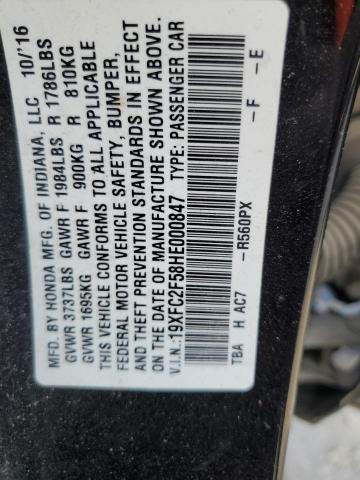 MFD. BY HONDA MFG. OF INDIANA, LLC 10/'16
GVWR 3737LBS GAWR F 1984LBS R 1786LBS
GVWR 1695KG GAWR F 900KG R 810KG
THIS VEHICLE CONFORMS TO ALL APPLICABLE
FEDERAL MOTOR VEHICLE SAFETY, BUMPER,
AND THEFT PREVENTION STANDARDS IN EFFECT
ON THE DATE OF MANUFACTURE SHOWN ABOVE.
V.I.N.: 19XFC2F58HE000847 TYPE: PASSENGER CAR
-F -E
-R560PX
TBA H AC7